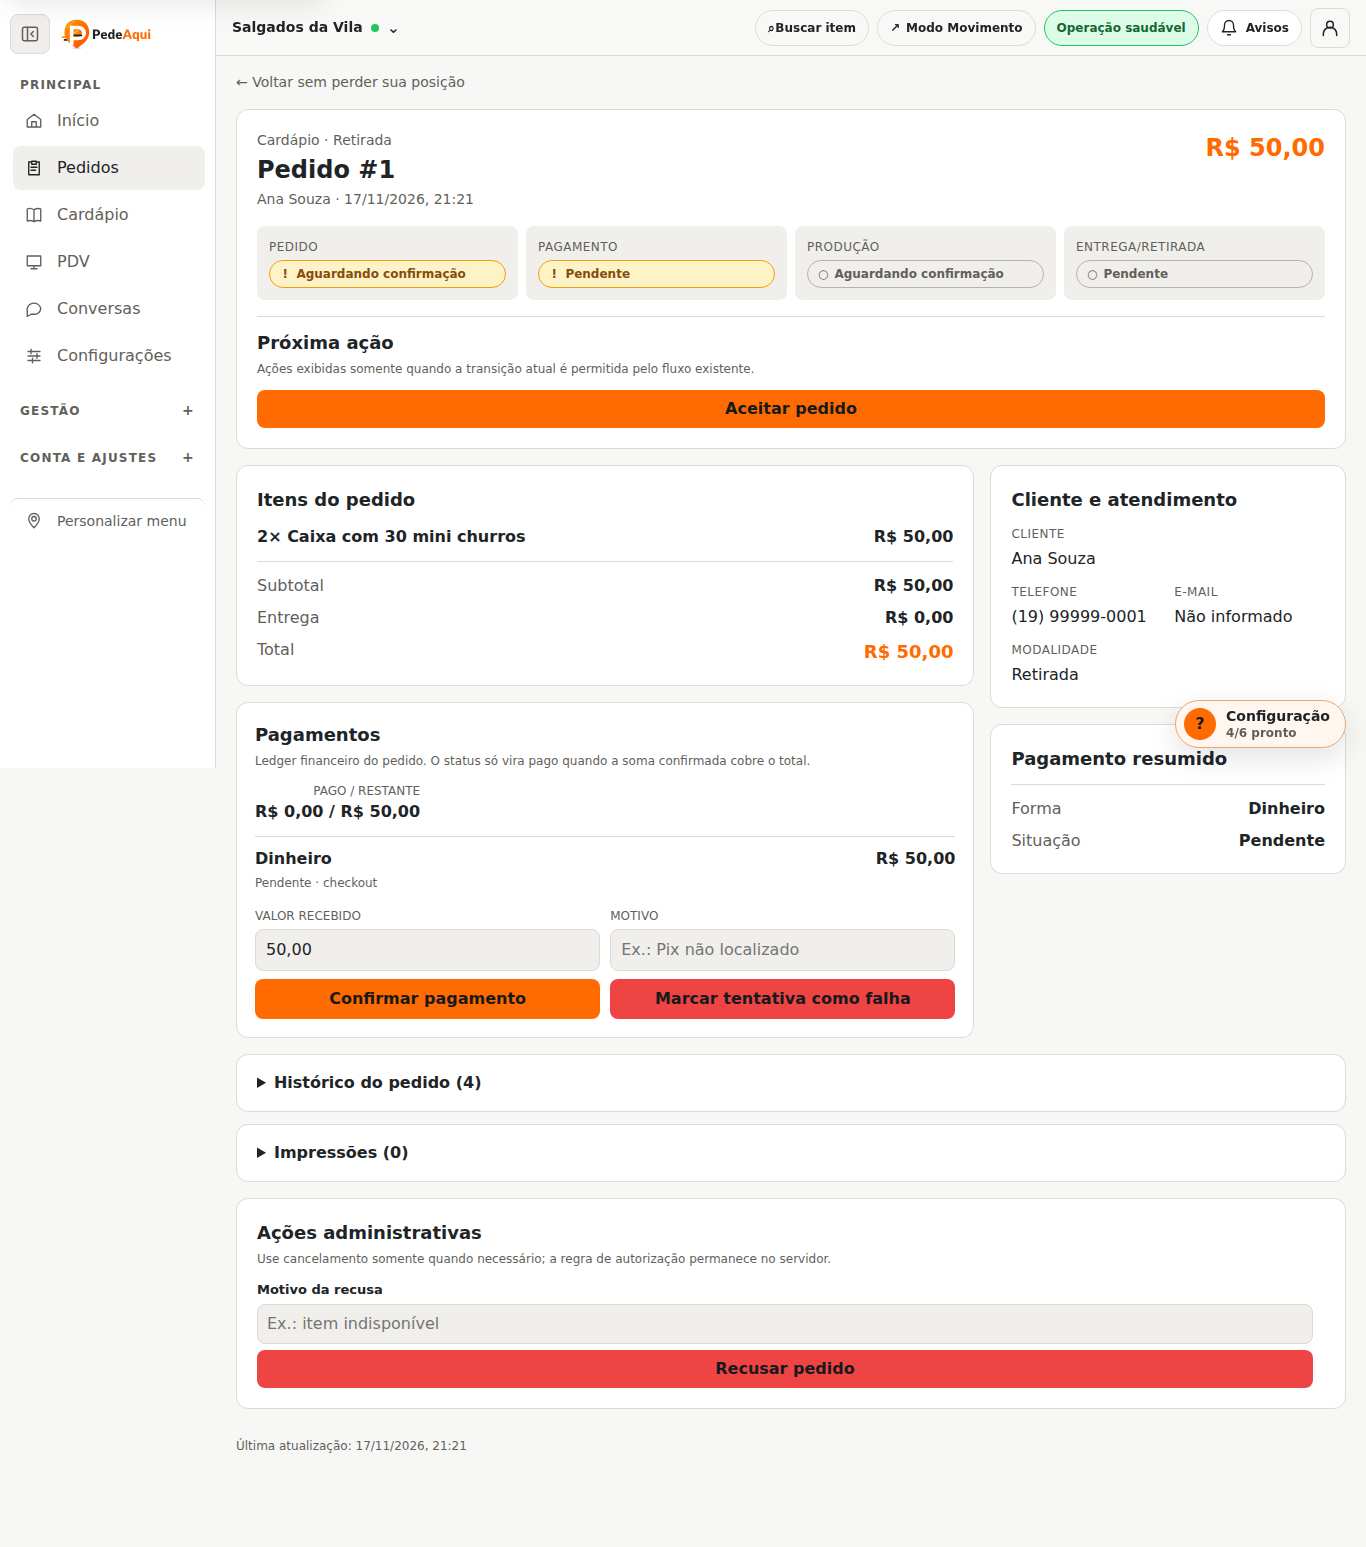 PedeAqui
PRINCIPAL
Início
Pedidos
Cardápio
PDV
Conversas
Configurações
GESTÃO +
CONTA E AJUSTES +
Personalizar menu
Salgados da Vila
Buscar item
↗ Modo Movimento
Operação saudável
Avisos
← Voltar sem perder sua posição
Cardápio · Retirada
Pedido #1
Ana Souza · 17/11/2026, 21:21
R$ 50,00
PEDIDO
! Aguardando confirmação
PAGAMENTO
! Pendente
PRODUÇÃO
○ Aguardando confirmação
ENTREGA/RETIRADA
○ Pendente
Próxima ação
Ações exibidas somente quando a transição atual é permitida pelo fluxo existente.
Aceitar pedido
Itens do pedido
2× Caixa com 30 mini churros R$ 50,00
Subtotal R$ 50,00
Entrega R$ 0,00
Total R$ 50,00
Cliente e atendimento
CLIENTE
Ana Souza
TELEFONE E-MAIL
(19) 99999-0001 Não informado
MODALIDADE
Retirada
? Configuração
4/6 pronto
Pagamentos
Ledger financeiro do pedido. O status só vira pago quando a soma confirmada cobre o total.
PAGO / RESTANTE
R$ 0,00 / R$ 50,00
Dinheiro R$ 50,00
Pendente · checkout
VALOR RECEBIDO MOTIVO
50,00 Ex.: Pix não localizado
Confirmar pagamento Marcar tentativa como falha
Pagamento resumido
Forma Dinheiro
Situação Pendente
Histórico do pedido (4)
Impressões (0)
Ações administrativas
Use cancelamento somente quando necessário; a regra de autorização permanece no servidor.
Motivo da recusa
Ex.: item indisponível
Recusar pedido
Última atualização: 17/11/2026, 21:21